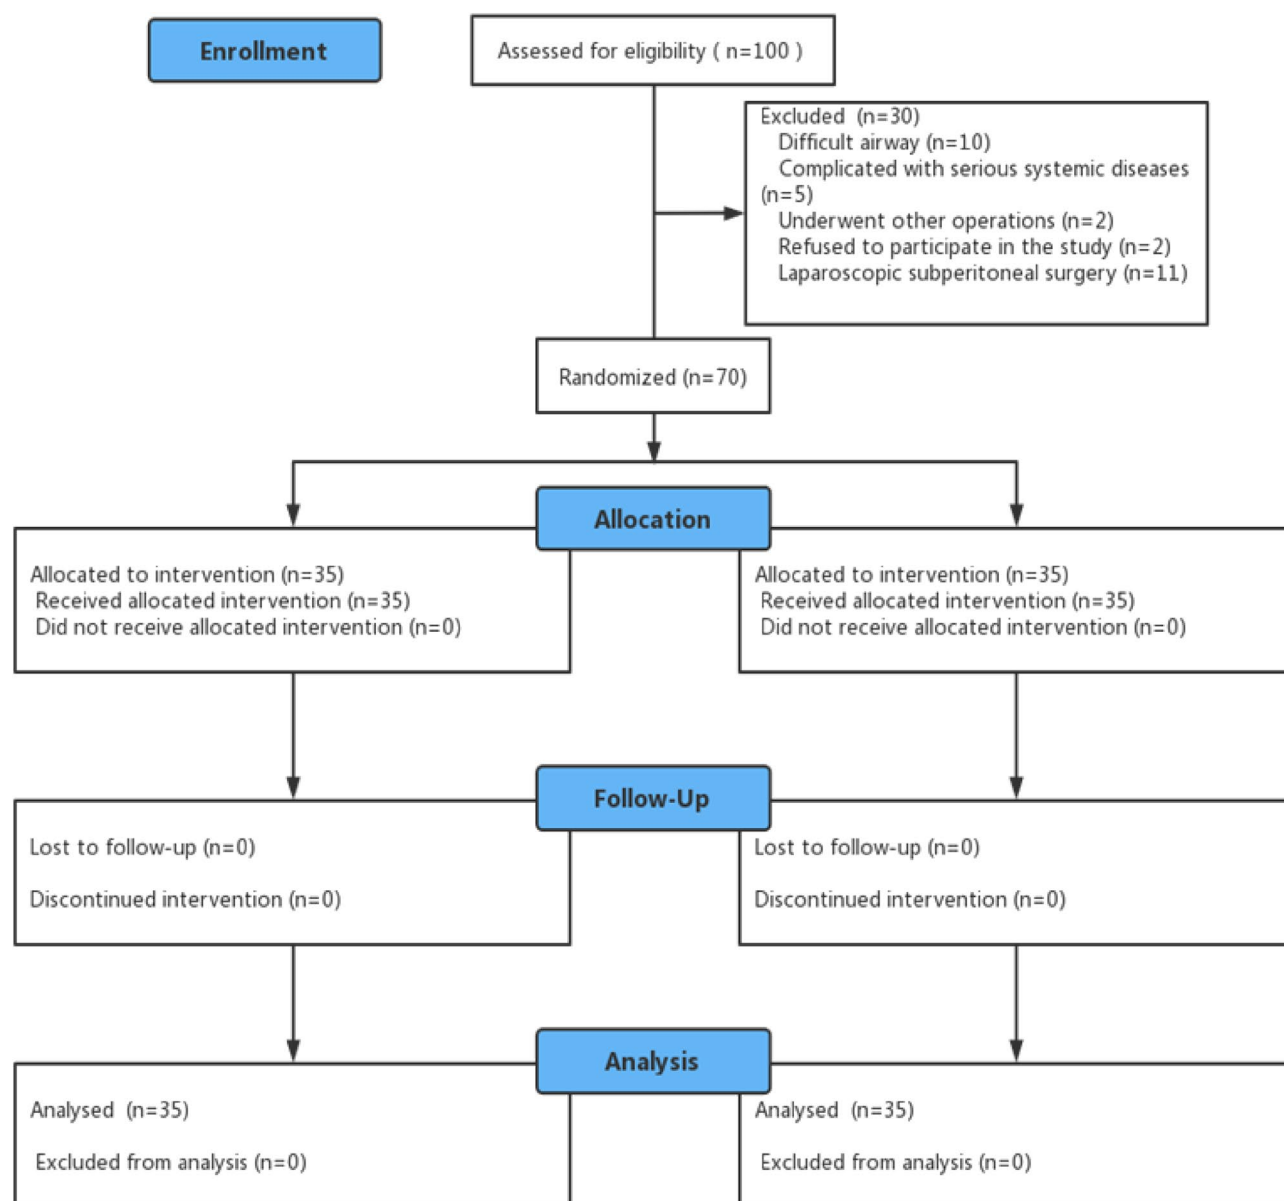 Enrollment
Assessed for eligibility ( n=100 )
Excluded  (n=30)
Difficult airway (n=10)
Complicated with serious systemic diseases
(n=5)
Underwent other operations (n=2)
Refused to participate in the study (n=2)
Laparoscopic subperitoneal surgery (n=11)
Randomized (n=70)
Allocation
Allocated to intervention (n=35)
Received allocated intervention (n=35)
Did not receive allocated intervention (n=0)
Allocated to intervention (n=35)
Received allocated intervention (n=35)
Did not receive allocated intervention (n=0)
Follow-Up
Lost to follow-up (n=0)
Discontinued intervention (n=0)
Lost to follow-up (n=0)
Discontinued intervention (n=0)
Analysis
Analysed  (n=35)
Excluded from analysis (n=0)
Analysed  (n=35)
Excluded from analysis (n=0)